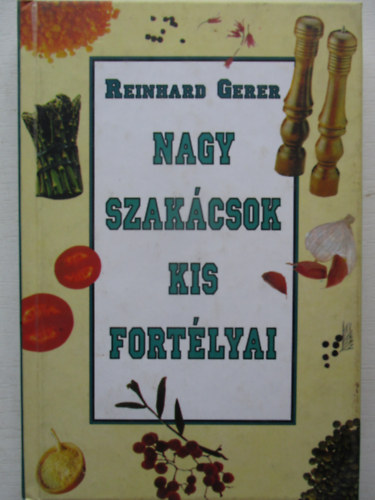 REINHARD GERER
NAGY
SZAKÁCSOK
KIS
FORTÉLYAI